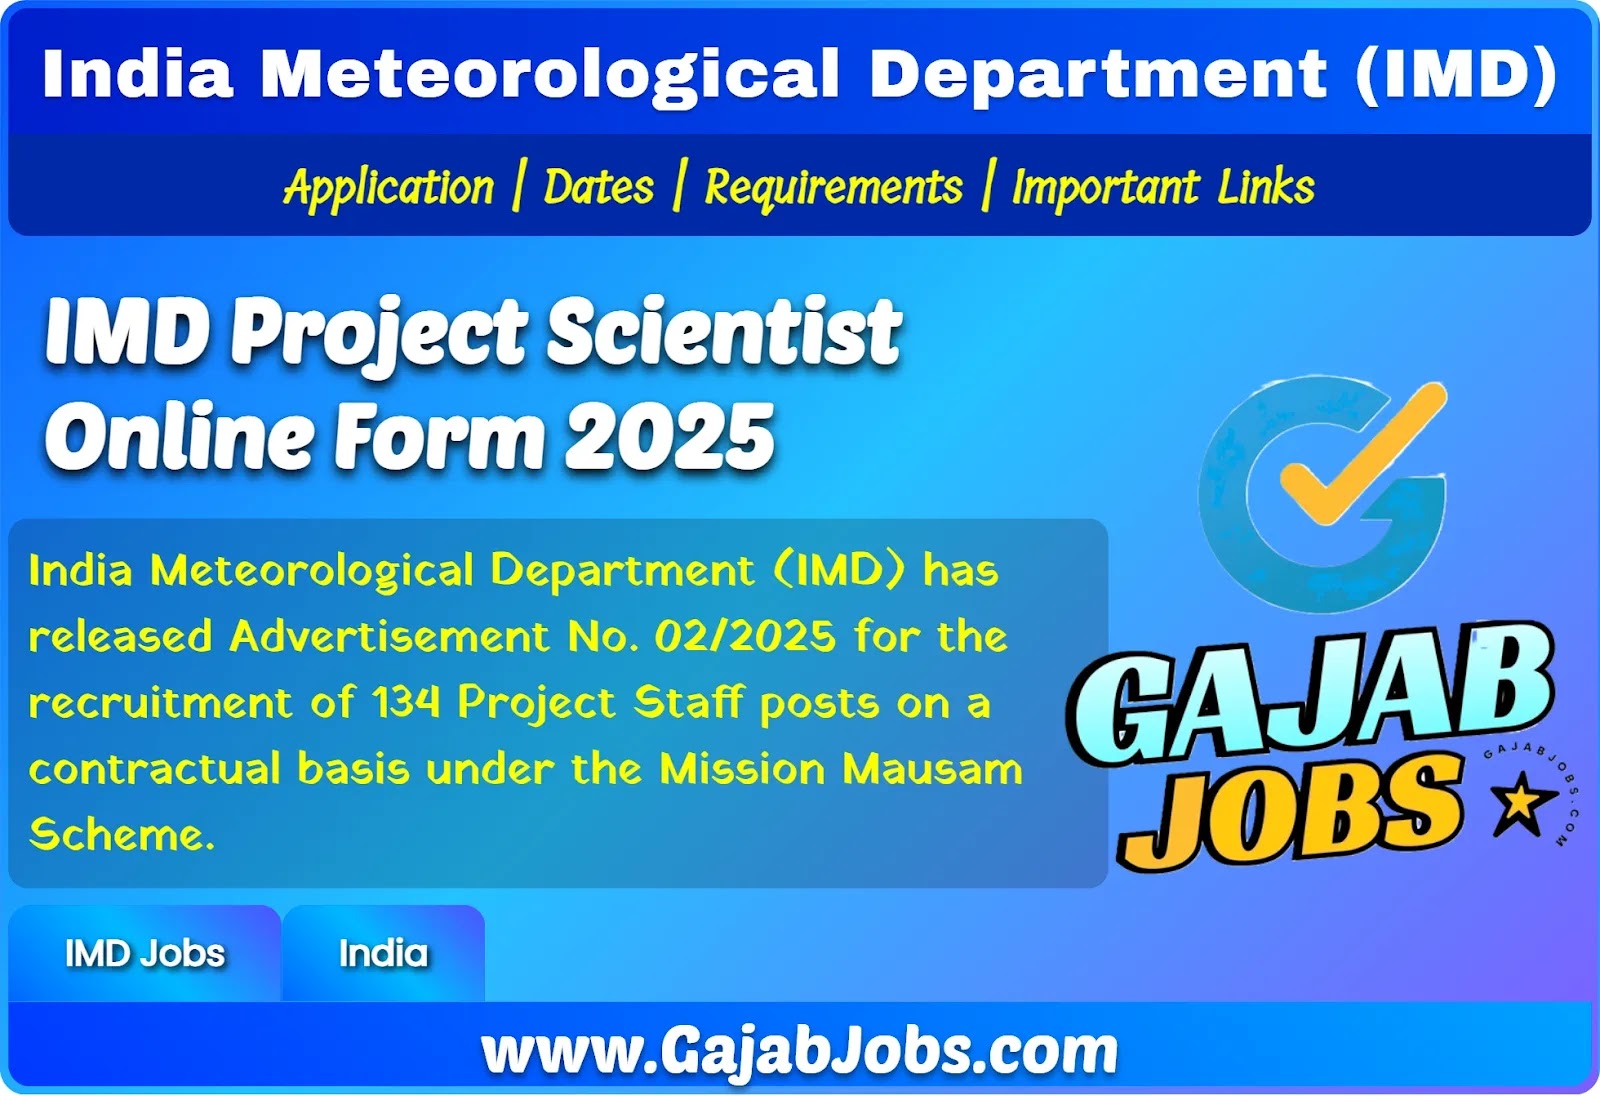 India Meteorological Department (IMD)
Application | Dates | Requirements | Important Links
IMD Project Scientist
Online Form 2025
India Meteorological Department (IMD) has
released Advertisement No. 02/2025 for the
recruitment of 134 Project Staff posts on a
contractual basis under the Mission Mausam
Scheme.
GAJAB
JOBS
GAJABJOBS.COM
IMD Jobs
India
www.GajabJobs.com